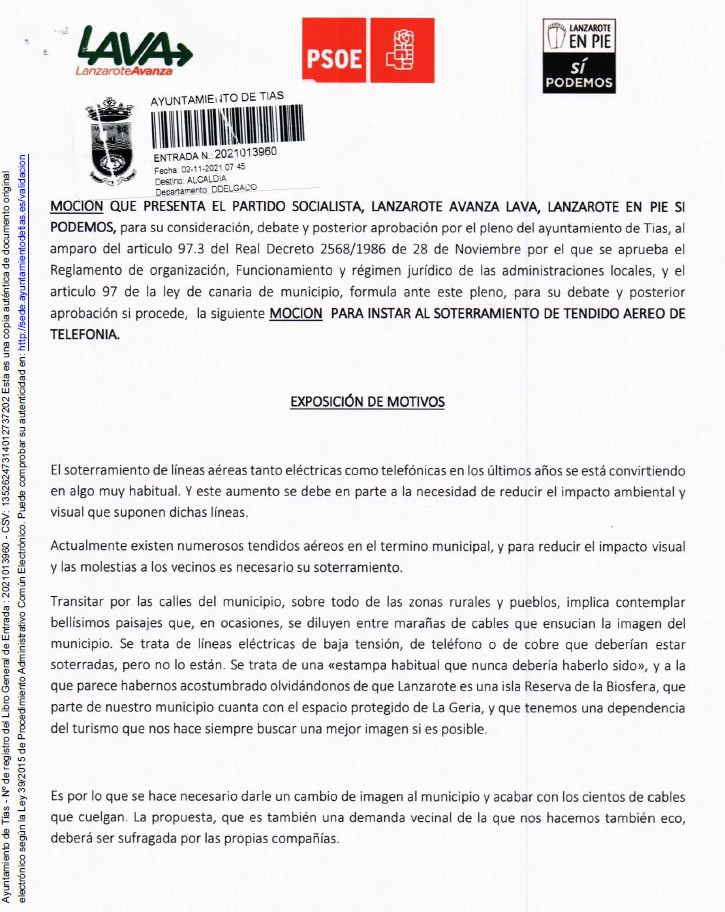 LAVA
LanzaroteAvanza
PSOE
LANZAROTE
EN PIE
SÍ
PODEMOS
AYUNTAMIENTO DE TIAS
ENTRADA N.: 2021013960
Fecha: 02-11-2021 07 45
Destino: ALCALDIA
Departamento: DDELGADO
MOCION QUE PRESENTA EL PARTIDO SOCIALISTA, LANZAROTE AVANZA LAVA, LANZAROTE EN PIE SI
PODEMOS, para su consideración, debate y posterior aprobación por el pleno del ayuntamiento de Tias, al
amparo del articulo 97.3 del Real Decreto 2568/1986 de 28 de Noviembre por el que se aprueba el
Reglamento de organización, Funcionamiento y régimen jurídico de las administraciones locales, y el
articulo 97 de la ley de canaria de municipio, formula ante este pleno, para su debate y posterior
aprobación si procede, la siguiente MOCION PARA INSTAR AL SOTERRAMIENTO DE TENDIDO AEREO DE
TELEFONIA.
EXPOSICIÓN DE MOTIVOS
El soterramiento de líneas aéreas tanto eléctricas como telefónicas en los últimos años se está convirtiendo
en algo muy habitual. Y este aumento se debe en parte a la necesidad de reducir el impacto ambiental y
visual que suponen dichas líneas.
Actualmente existen numerosos tendidos aéreos en el termino municipal, y para reducir el impacto visual
y las molestias a los vecinos es necesario su soterramiento.
Transitar por las calles del municipio, sobre todo de las zonas rurales y pueblos, implica contemplar
bellísimos paisajes que, en ocasiones, se diluyen entre marañas de cables que ensucian la imagen del
municipio. Se trata de líneas eléctricas de baja tensión, de teléfono o de cobre que deberían estar
soterradas, pero no lo están. Se trata de una «estampa habitual que nunca debería haberlo sido», y a la
que parece habernos acostumbrado olvidándonos de que Lanzarote es una isla Reserva de la Biosfera, que
parte de nuestro municipio cuanta con el espacio protegido de La Geria, y que tenemos una dependencia
del turismo que nos hace siempre buscar una mejor imagen si es posible.
Es por lo que se hace necesario darle un cambio de imagen al municipio y acabar con los cientos de cables
que cuelgan. La propuesta, que es también una demanda vecinal de la que nos hacemos también eco,
deberá ser sufragada por las propias compañías.
Ayuntamiento de Tías - Nº de registro del Libro General de Entrada: 2021013960 - CSV: 13526247314012737202 Esta es una copia auténtica de documento original
electrónico según la Ley 39/2015 de Procedimiento Administrativo Común Electrónico. Puede comprobar su autenticidad en: http://sede.ayuntamientodetias.es/validacion